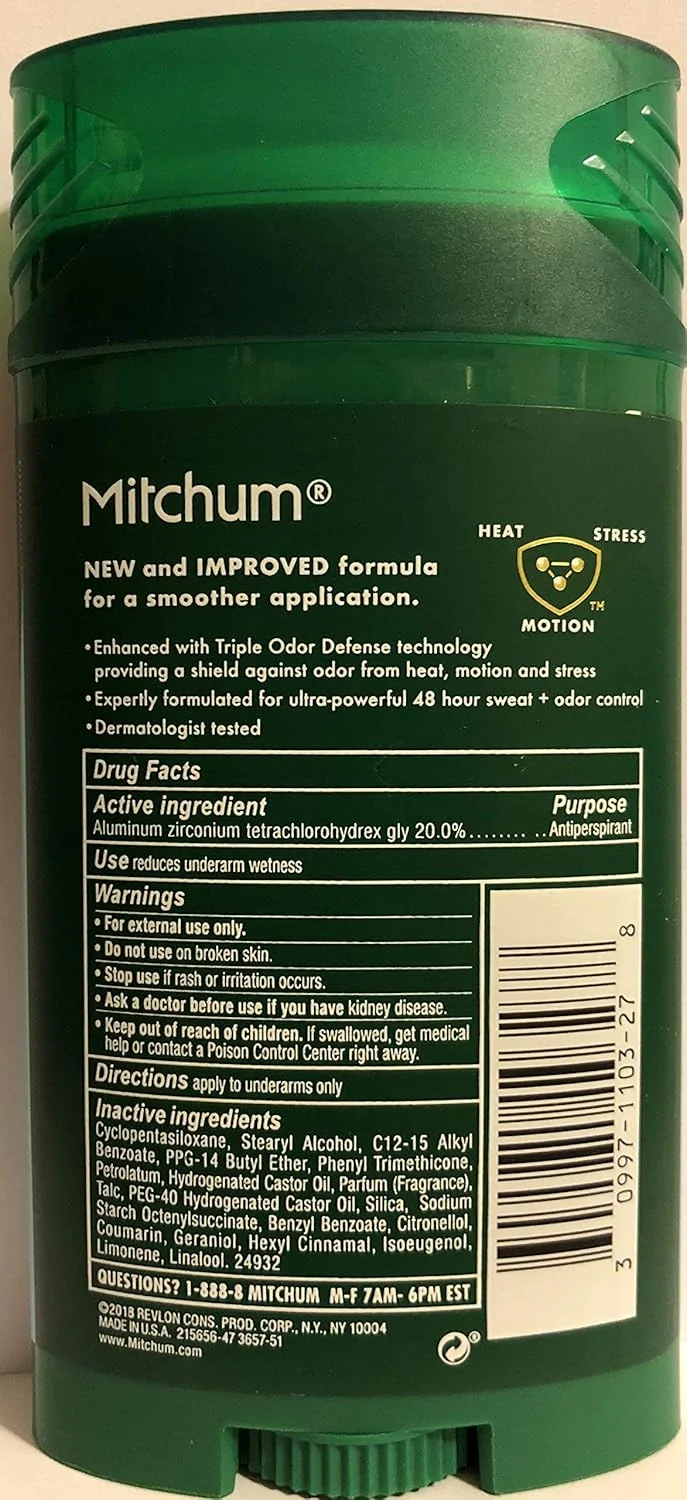 Mitchum®
NEW and IMPROVED formula
for a smoother application.
HEAT
STRESS
TM
MOTION
• Enhanced with Triple Odor Defense technology
providing a shield against odor from heat, motion and stress
• Expertly formulated for ultra-powerful 48 hour sweat + odor control
• Dermatologist tested
Drug Facts
Active ingredient Purpose
Aluminum zirconium tetrachlorohydrex gly 20.0%.......... Antiperspirant
Use reduces underarm wetness
Warnings
• For external use only.
• Do not use on broken skin.
• Stop use if rash or irritation occurs.
• Ask a doctor before use if you have kidney disease.
• Keep out of reach of children. If swallowed, get medical
help or contact a Poison Control Center right away.
Directions apply to underarms only
Inactive ingredients
Cyclopentasiloxane, Stearyl Alcohol, C12-15 Alkyl
Benzoate, PPG-14 Butyl Ether, Phenyl Trimethicone,
Petrolatum, Hydrogenated Castor Oil, Parfum (Fragrance),
Talc, PEG-40 Hydrogenated Castor Oil, Silica, Sodium
Starch Octenylsuccinate, Benzyl Benzoate, Citronellol,
Coumarin, Geraniol, Hexyl Cinnamal, Isoeugenol,
Limonene, Linalool. 24932
QUESTIONS? 1-888-8 MITCHUM M-F 7AM- 6PM EST
©2018 REVLON CONS. PROD. CORP., N.Y., NY 10004
MADE IN U.S.A. 215656-47 3657-51
www.Mitchum.com
®
3 0997-1103-27 8